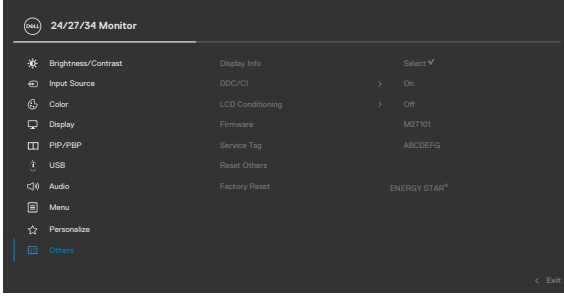 DELL 24/27/34 Monitor
Brightness/Contrast Display Info Select ✓
Input Source DDC/CI > On
Color LCD Conditioning > Off
Display Firmware M2T101
PIP/PBP Service Tag ABCDEFG
USB Reset Others
Audio Factory Reset ENERGY STAR®
Menu
Personalize
Others
< Exit